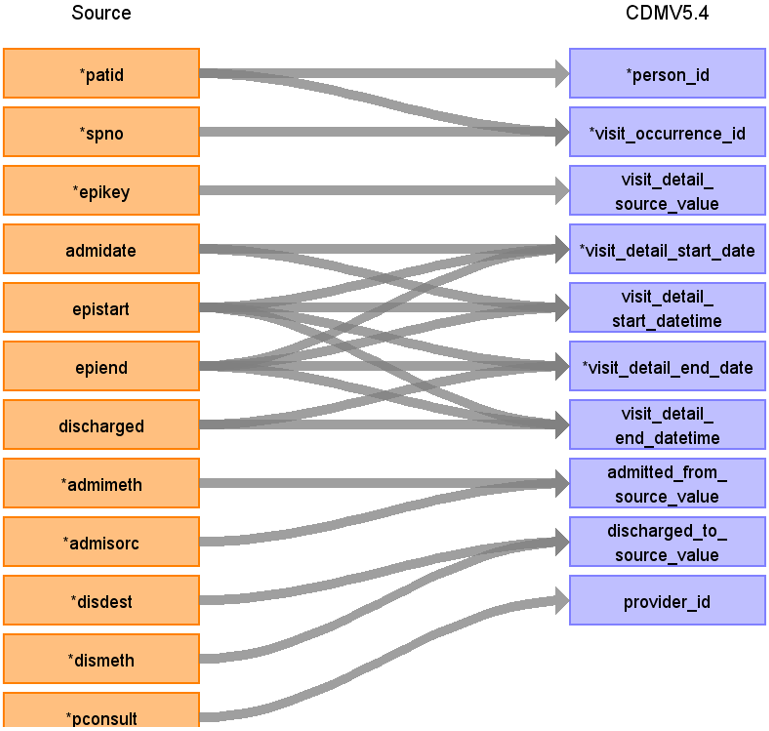 Source
CDMV5.4
*patid
*person_id
*spno
*visit_occurrence_id
*epikey
visit_detail_
source_value
admidate
*visit_detail_start_date
epistart
visit_detail_
start_datetime
epiend
*visit_detail_end_date
discharged
visit_detail_
end_datetime
*admimeth
admitted_from_
source_value
*admisorc
discharged_to_
source_value
*disdest
provider_id
*dismeth
*pconsult